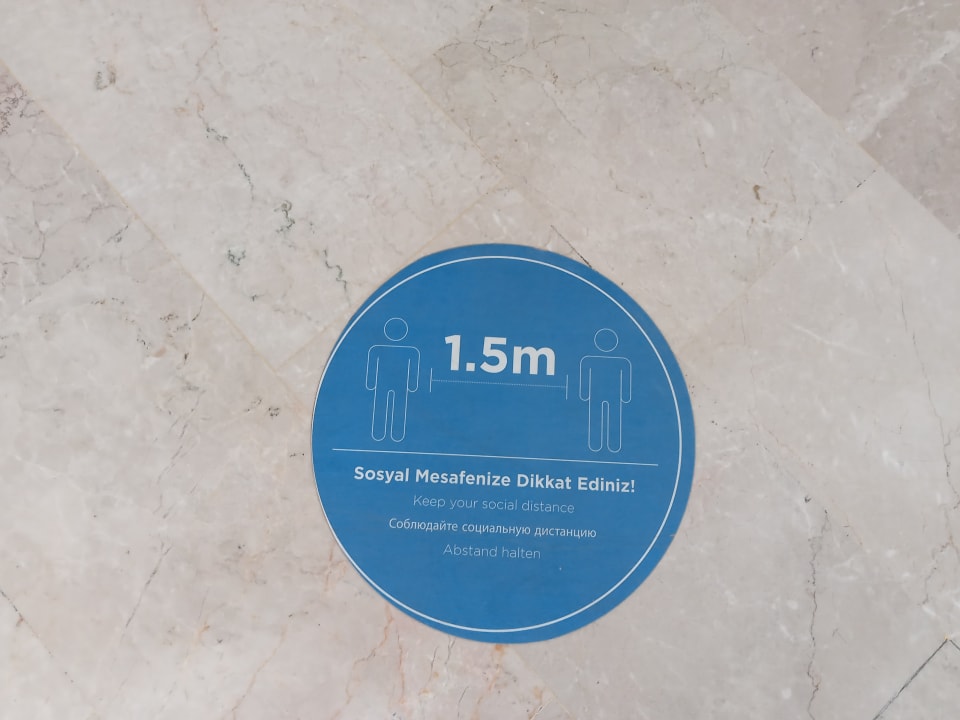 1.5m
Sosyal Mesafenize Dikkat Ediniz!
Keep your social distance
Соблюдайте социальную дистанцию
Abstand halten